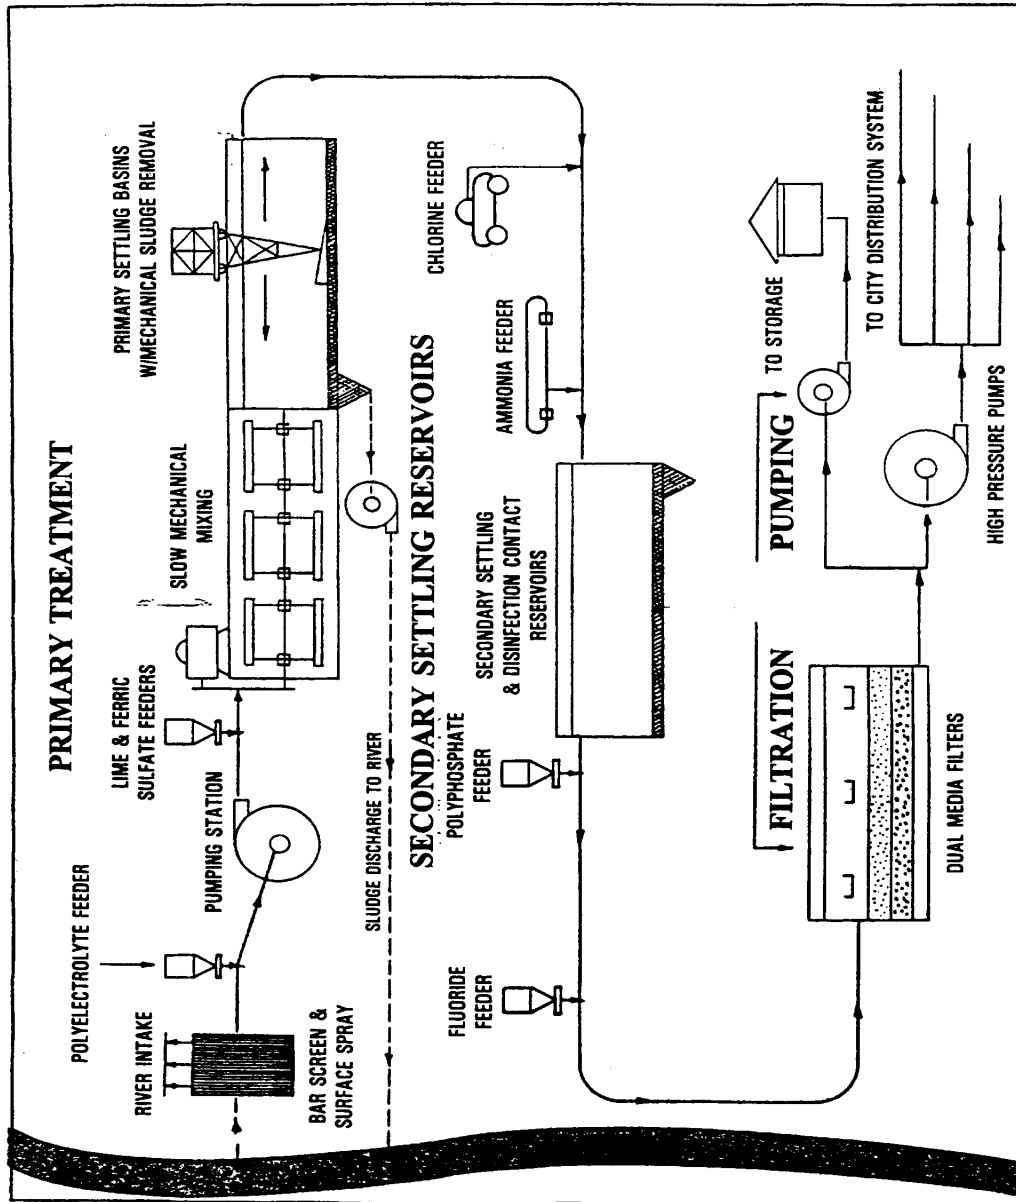 PRIMARY TREATMENT
POLYELECTROLYTE FEEDER
RIVER INTAKE
BAR SCREEN &
SURFACE SPRAY
PUMPING STATION
LIME & FERRIC
SULFATE FEEDERS
SLOW MECHANICAL
MIXING
PRIMARY SETTLING BASINS
W/MECHANICAL SLUDGE REMOVAL
SLUDGE DISCHARGE TO RIVER
SECONDARY SETTLING RESERVOIRS
CHLORINE FEEDER
AMMONIA FEEDER
SECONDARY SETTLING
& DISINFECTION CONTACT
RESERVOIRS
POLYPHOSPHATE
FEEDER
FLUORIDE
FEEDER
FILTRATION
DUAL MEDIA FILTERS
PUMPING
TO STORAGE
HIGH PRESSURE PUMPS
TO CITY DISTRIBUTION SYSTEM